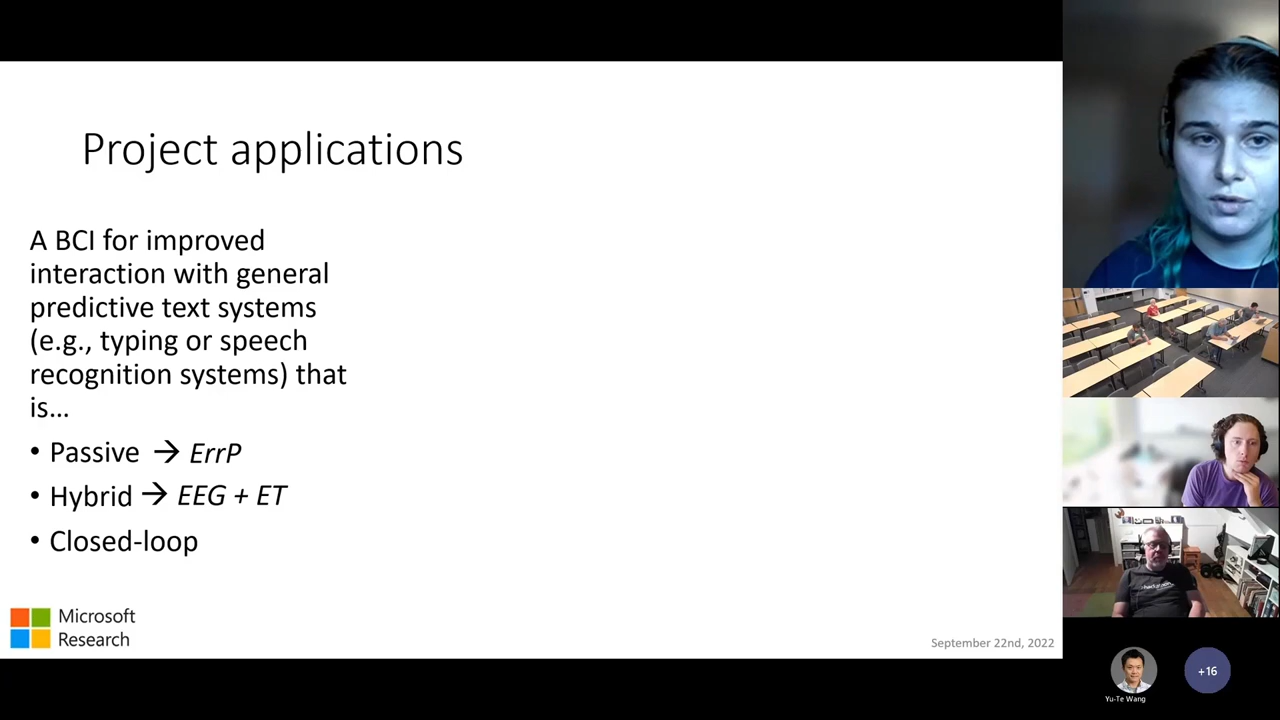 Project applications
A BCI for improved
interaction with general
predictive text systems
(e.g., typing or speech
recognition systems) that
is…
• Passive → ErrP
• Hybrid → EEG + ET
• Closed-loop
Microsoft
Research
September 22nd, 2022
+16
Yu-Te Wang